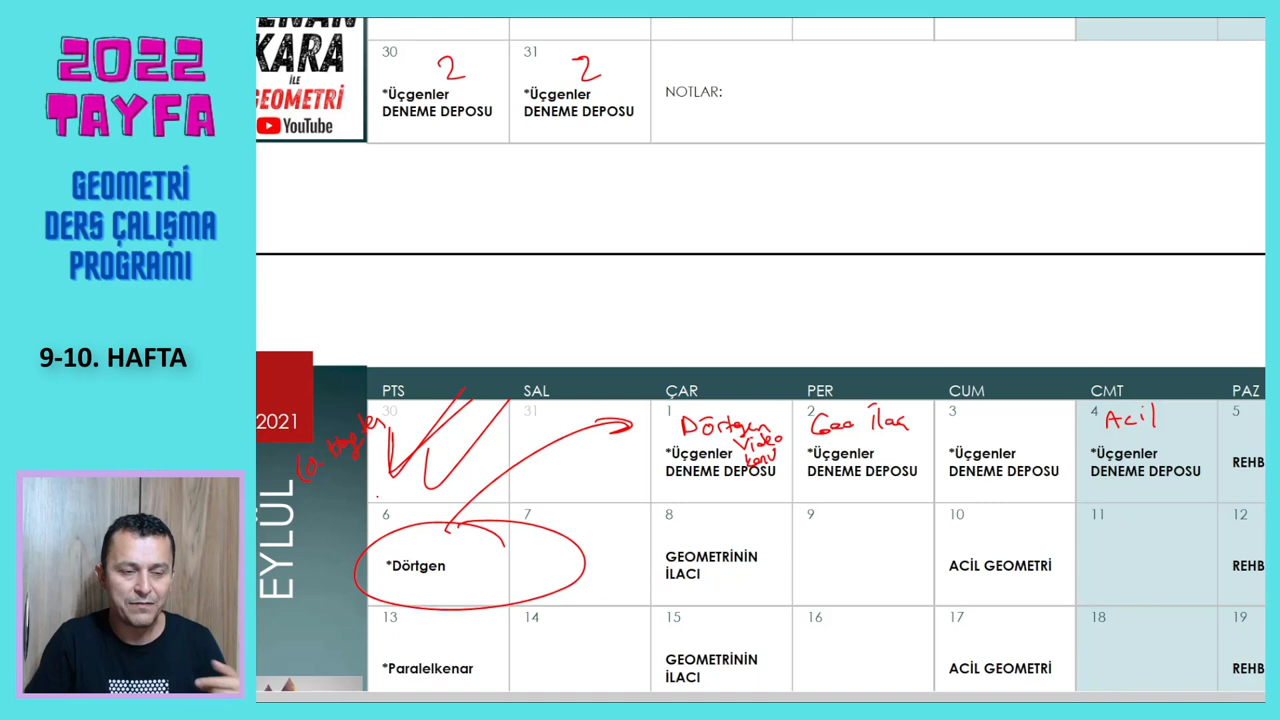 2022
TAYFA
GEOMETRİ
DERS ÇALIŞMA
PROGRAMI
9-10. HAFTA
KARA
İLE
GEOMETRİ
YouTube
30
2
*Üçgenler
DENEME DEPOSU
31
2
*Üçgenler
DENEME DEPOSU
NOTLAR:
2021
EYLÜL
PTS
SAL
ÇAR
PER
CUM
CMT
PAZ
30
31
1
Dörtgen
Video
*Üçgenler
DENEME DEPOSU
2
Geo İlac
*Üçgenler
DENEME DEPOSU
3
*Üçgenler
DENEME DEPOSU
4
Acil
*Üçgenler
DENEME DEPOSU
5
REHB
6
*Dörtgen
7
8
GEOMETRİNİN
İLACI
9
10
ACİL GEOMETRİ
11
12
REHB
13
*Paralelkenar
14
15
GEOMETRİNİN
İLACI
16
17
ACİL GEOMETRİ
18
19
REHB